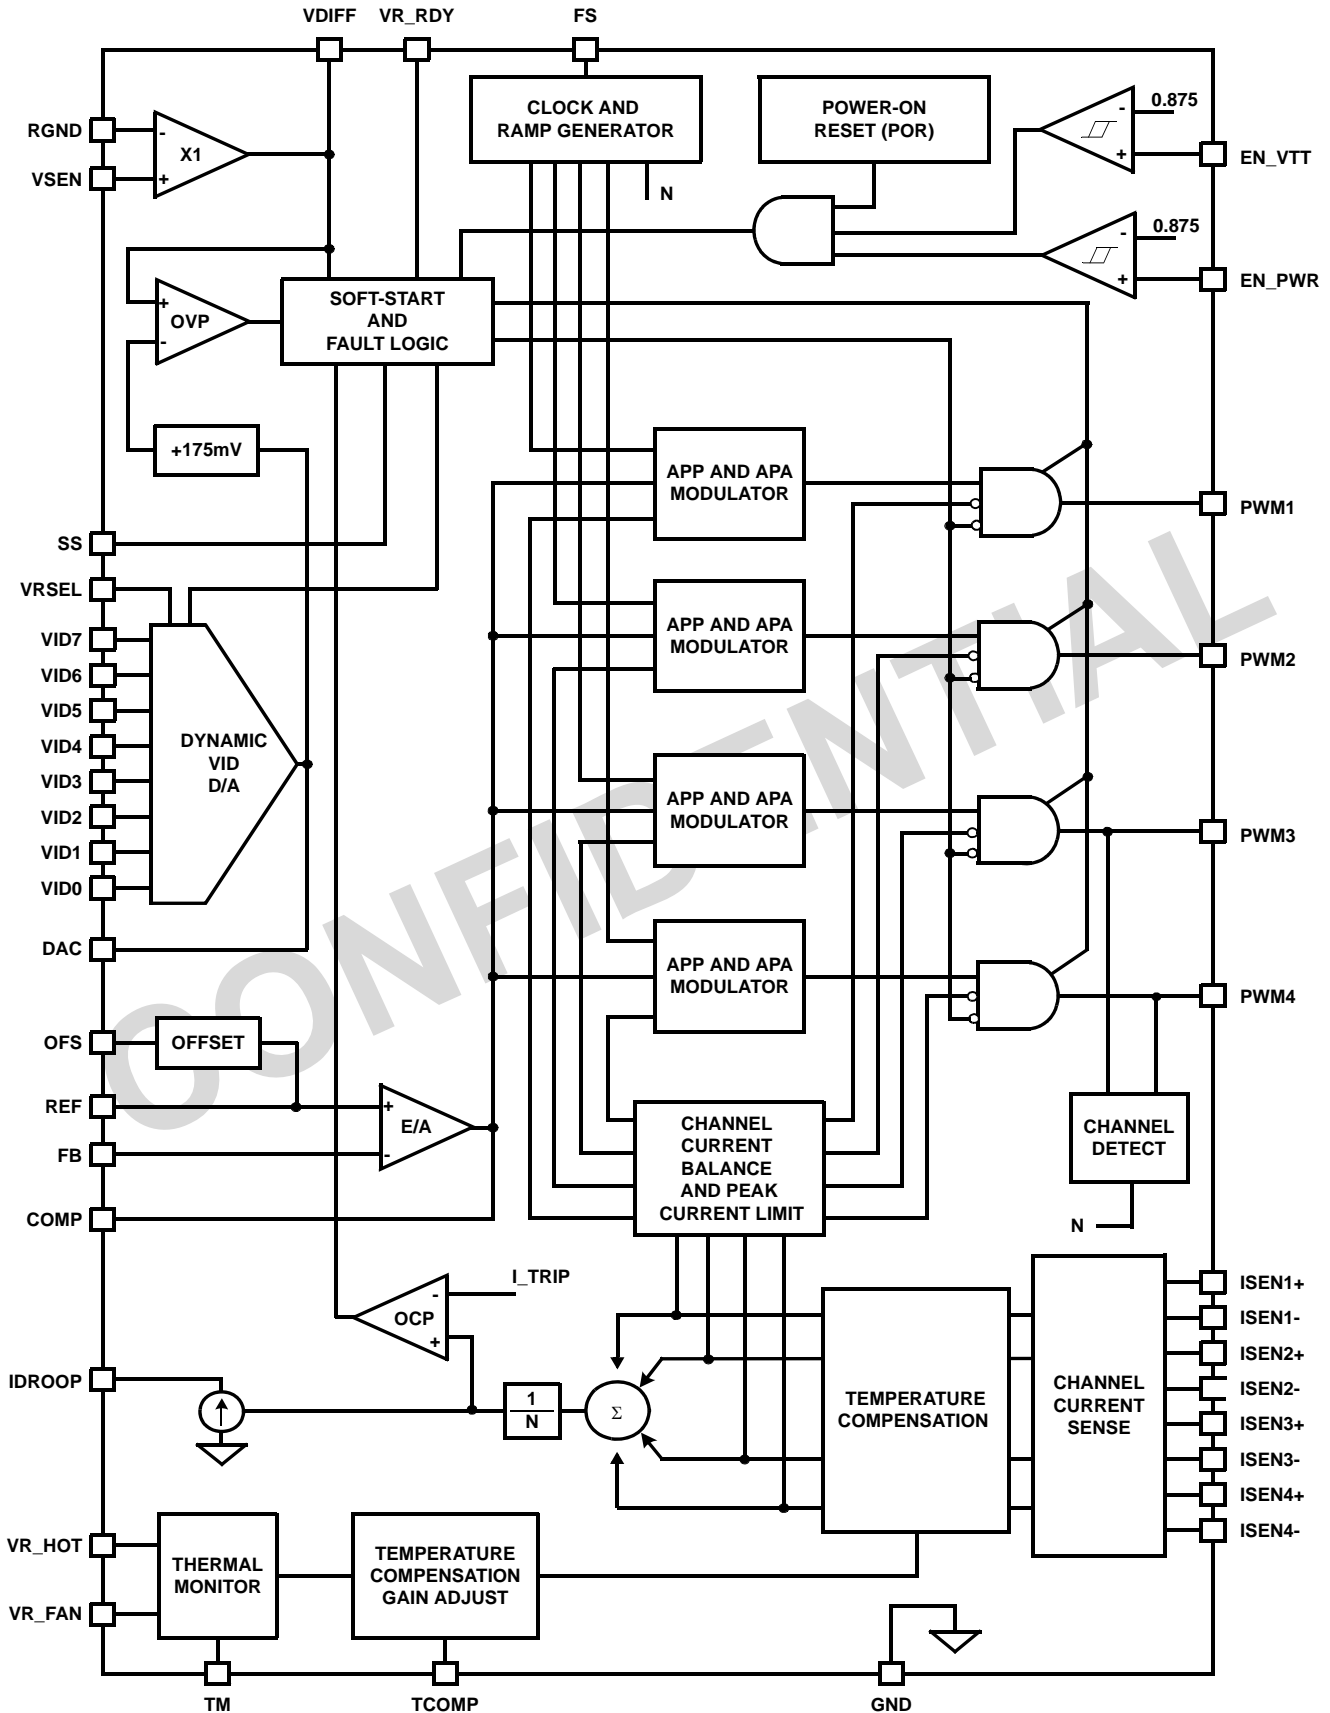 VDIFF VR_RDY FS
RGND
VSEN
-
X1
+
CLOCK AND
RAMP GENERATOR
N
POWER-ON
RESET (POR)
-
0.875
+
EN_VTT
-
0.875
+
EN_PWR
+
OVP
-
SOFT-START
AND
FAULT LOGIC
+175mV
SS
VRSEL
VID7
VID6
VID5
VID4
VID3
VID2
VID1
VID0
DYNAMIC
VID
D/A
DAC
OFS
OFFSET
REF
FB
+
E/A
-
COMP
APP AND APA
MODULATOR
APP AND APA
MODULATOR
APP AND APA
MODULATOR
APP AND APA
MODULATOR
PWM1
PWM2
PWM3
PWM4
CONFIDENTIAL
CHANNEL
CURRENT
BALANCE
AND PEAK
CURRENT LIMIT
CHANNEL
DETECT
N
I_TRIP
-
OCP
+
IDROOP
1
N
Σ
TEMPERATURE
COMPENSATION
CHANNEL
CURRENT
SENSE
ISEN1+
ISEN1-
ISEN2+
ISEN2-
ISEN3+
ISEN3-
ISEN4+
ISEN4-
VR_HOT
VR_FAN
THERMAL
MONITOR
TEMPERATURE
COMPENSATION
GAIN ADJUST
TM TCOMP GND